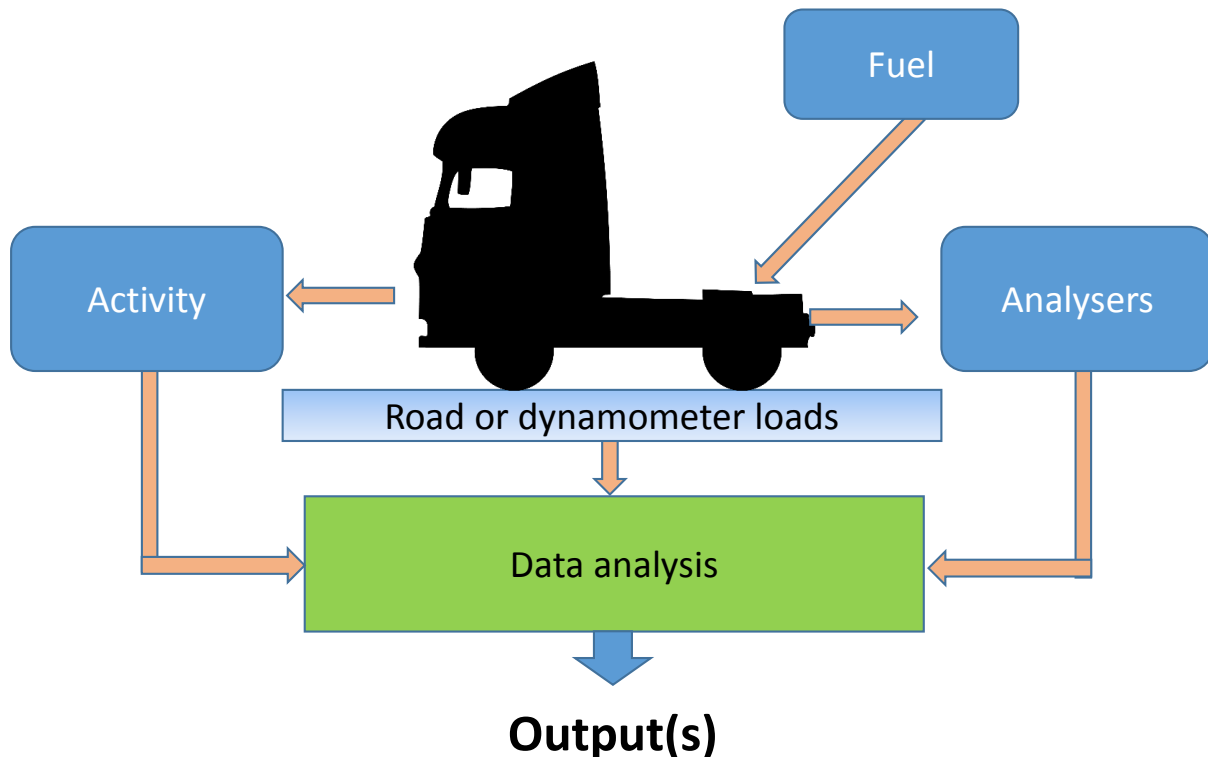 Fuel
Activity
Analysers
Road or dynamometer loads
Data analysis
Output(s)